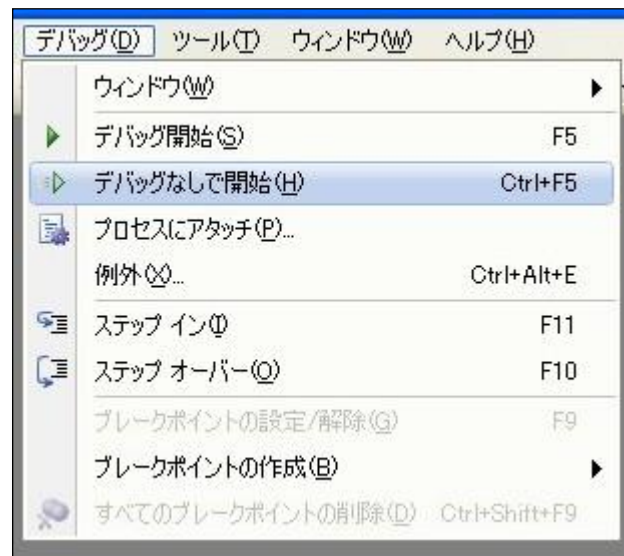 デバッグ(D) ツール(T) ウィンドウ(W) ヘルプ(H)
ウィンドウ(W)
デバッグ開始(S) F5
デバッグなしで開始(H) Ctrl+F5
プロセスにアタッチ(P)...
例外(X)... Ctrl+Alt+E
ステップ イン(I) F11
ステップ オーバー(O) F10
ブレークポイントの設定/解除(G) F9
ブレークポイントの作成(B)
すべてのブレークポイントの削除(D) Ctrl+Shift+F9